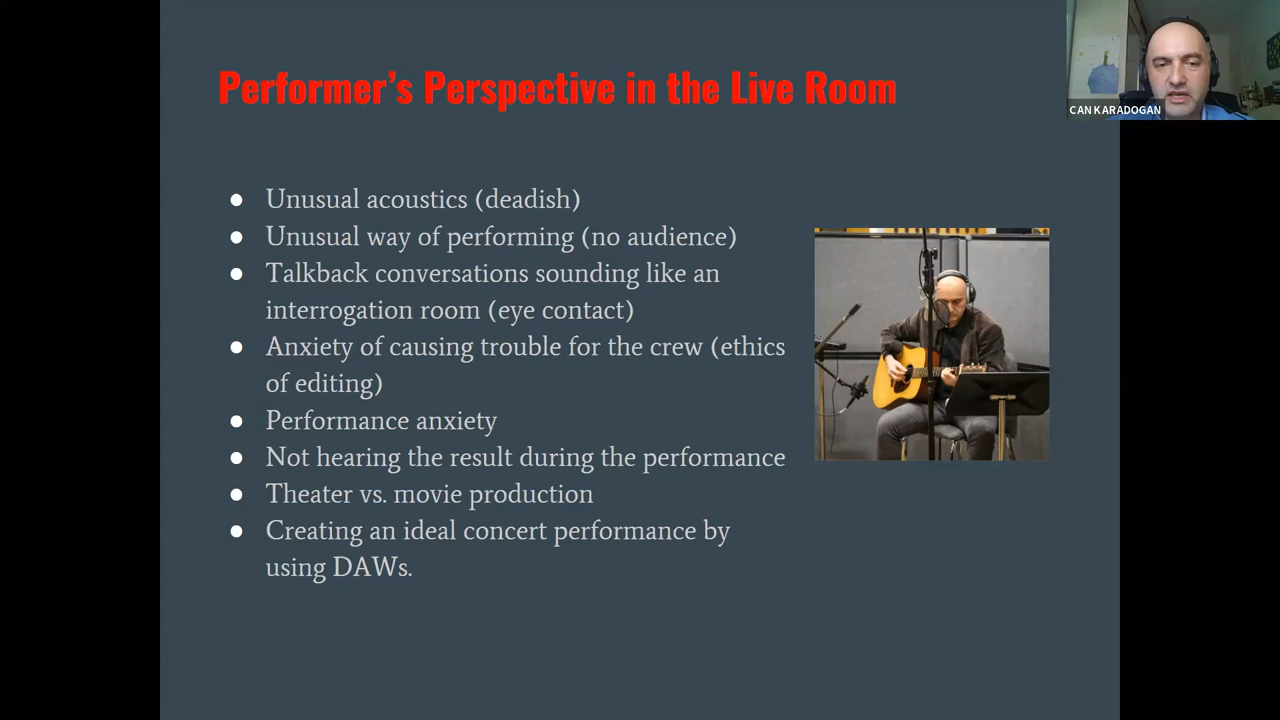 Performer’s Perspective in the Live Room
CAN KARADOGAN
● Unusual acoustics (deadish)
● Unusual way of performing (no audience)
● Talkback conversations sounding like an
interrogation room (eye contact)
● Anxiety of causing trouble for the crew (ethics
of editing)
● Performance anxiety
● Not hearing the result during the performance
● Theater vs. movie production
● Creating an ideal concert performance by
using DAWs.